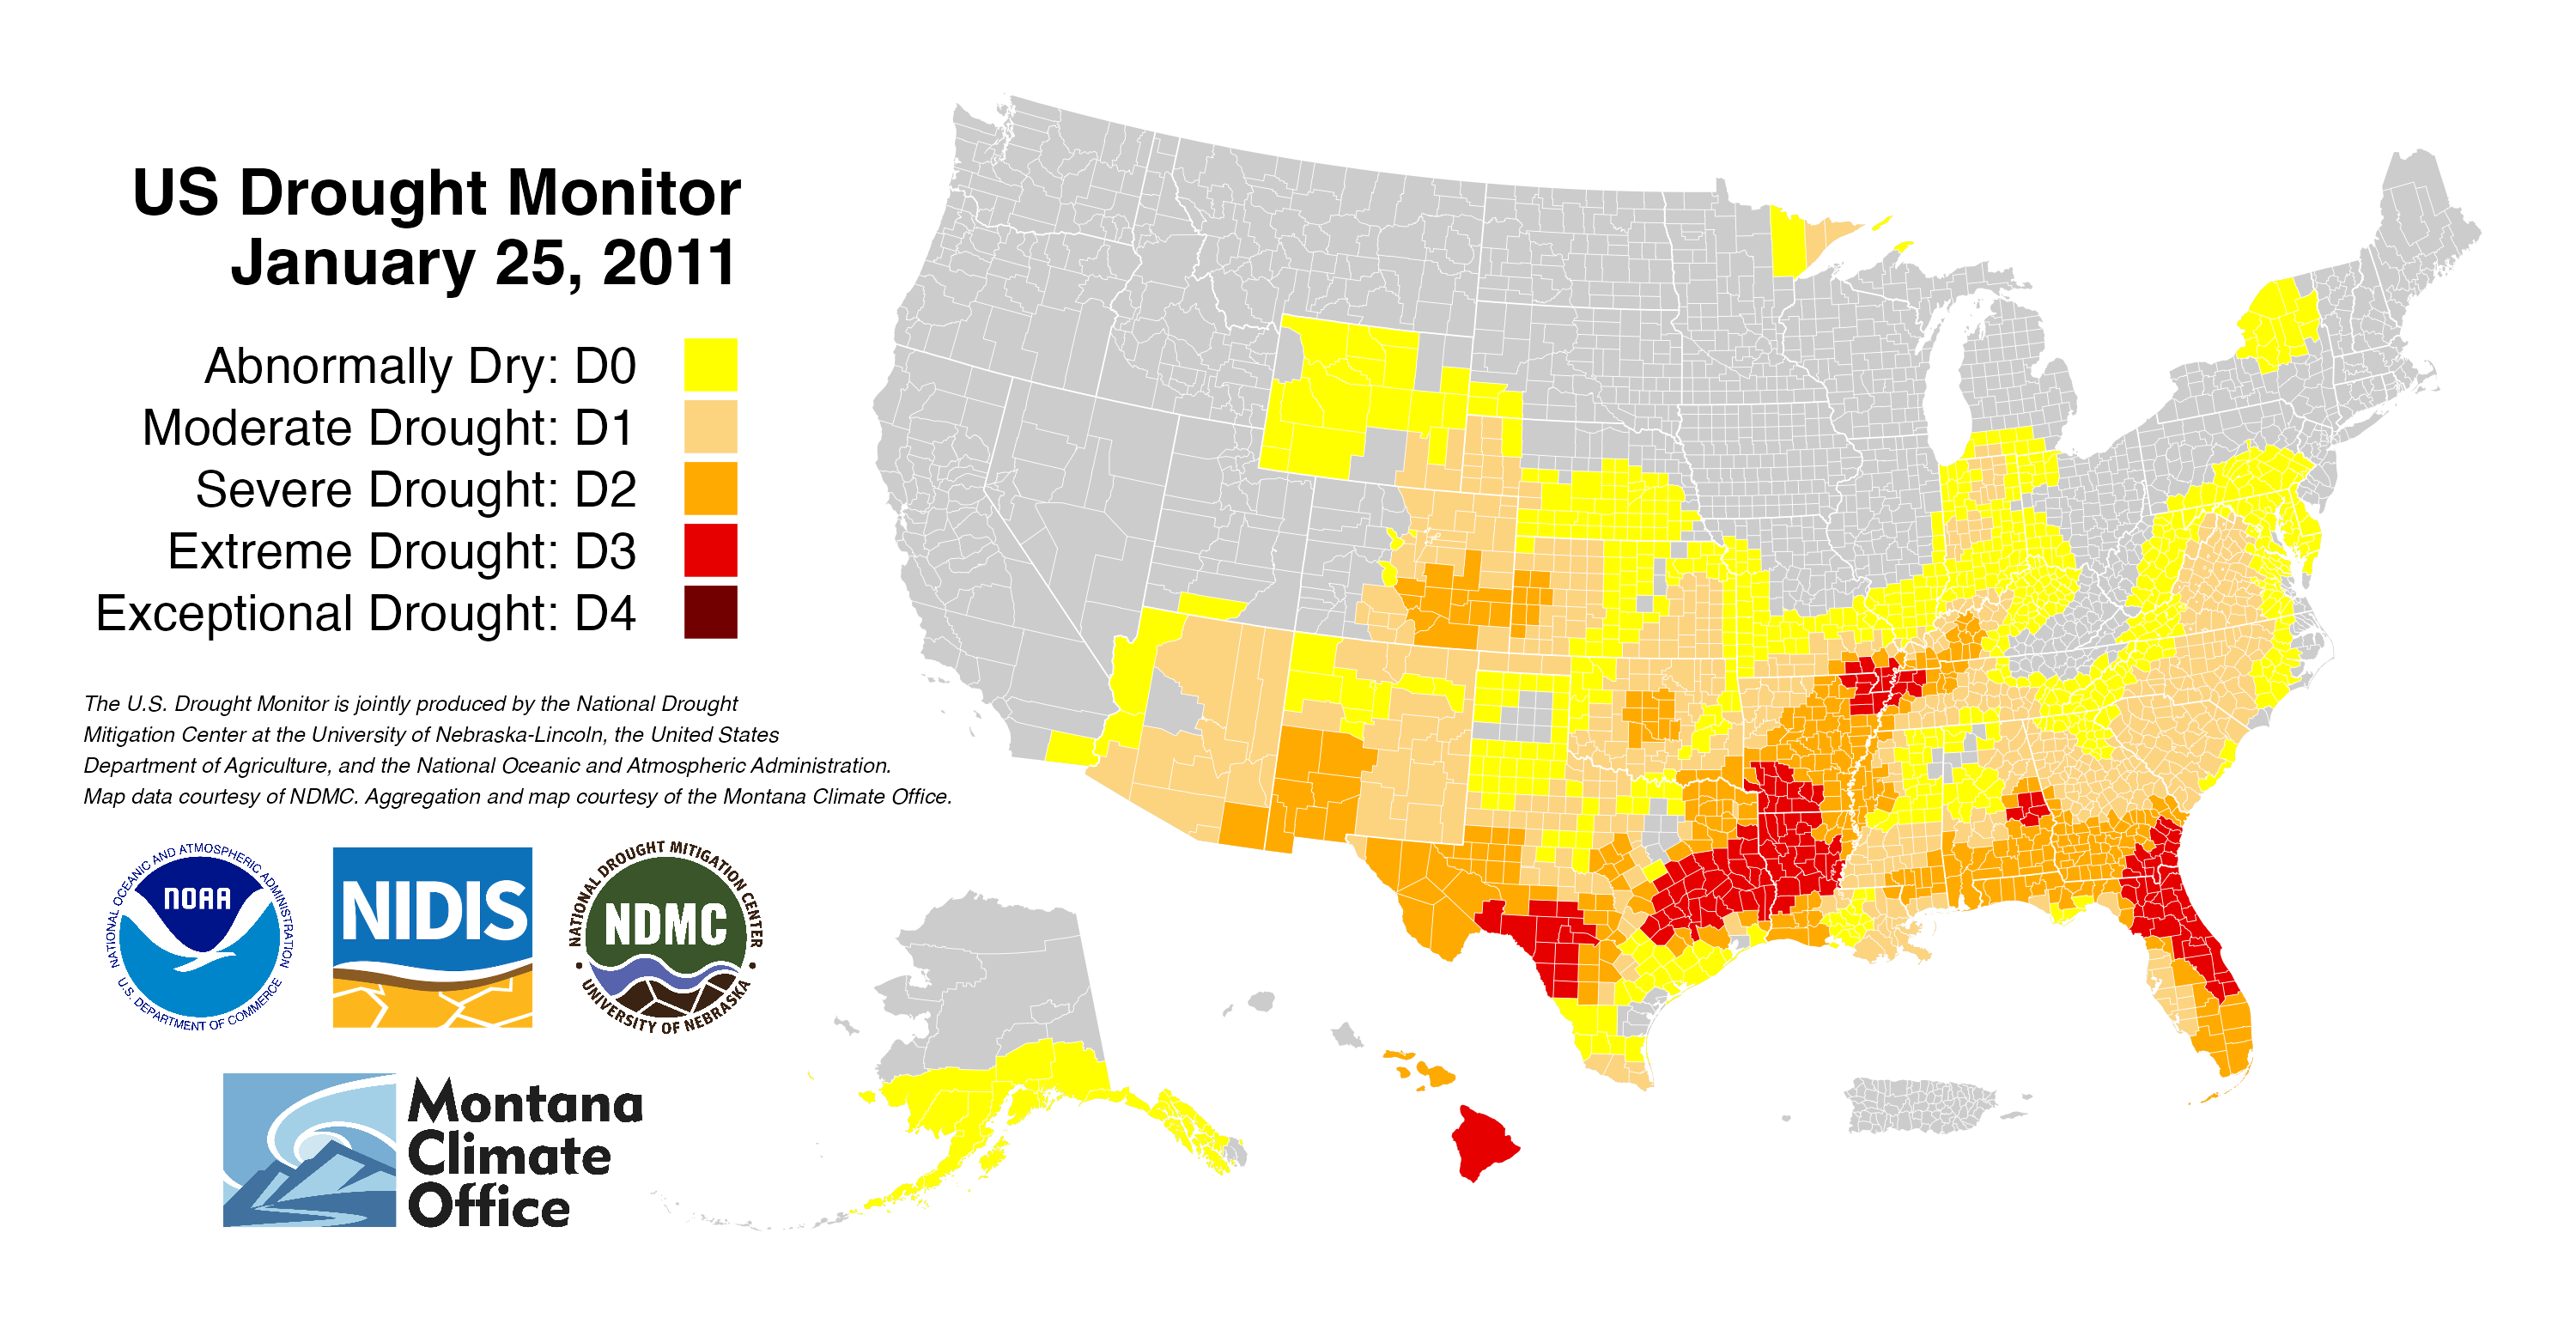 US Drought Monitor
January 25, 2011
Abnormally Dry: D0
Moderate Drought: D1
Severe Drought: D2
Extreme Drought: D3
Exceptional Drought: D4
The U.S. Drought Monitor is jointly produced by the National Drought
Mitigation Center at the University of Nebraska-Lincoln, the United States
Department of Agriculture, and the National Oceanic and Atmospheric Administration.
Map data courtesy of NDMC. Aggregation and map courtesy of the Montana Climate Office.
NATIONAL OCEANIC AND ATMOSPHERIC ADMINISTRATION
NOAA
U.S. DEPARTMENT OF COMMERCE
NIDIS
NATIONAL DROUGHT MITIGATION CENTER
NDMC
UNIVERSITY OF NEBRASKA
Montana
Climate
Office